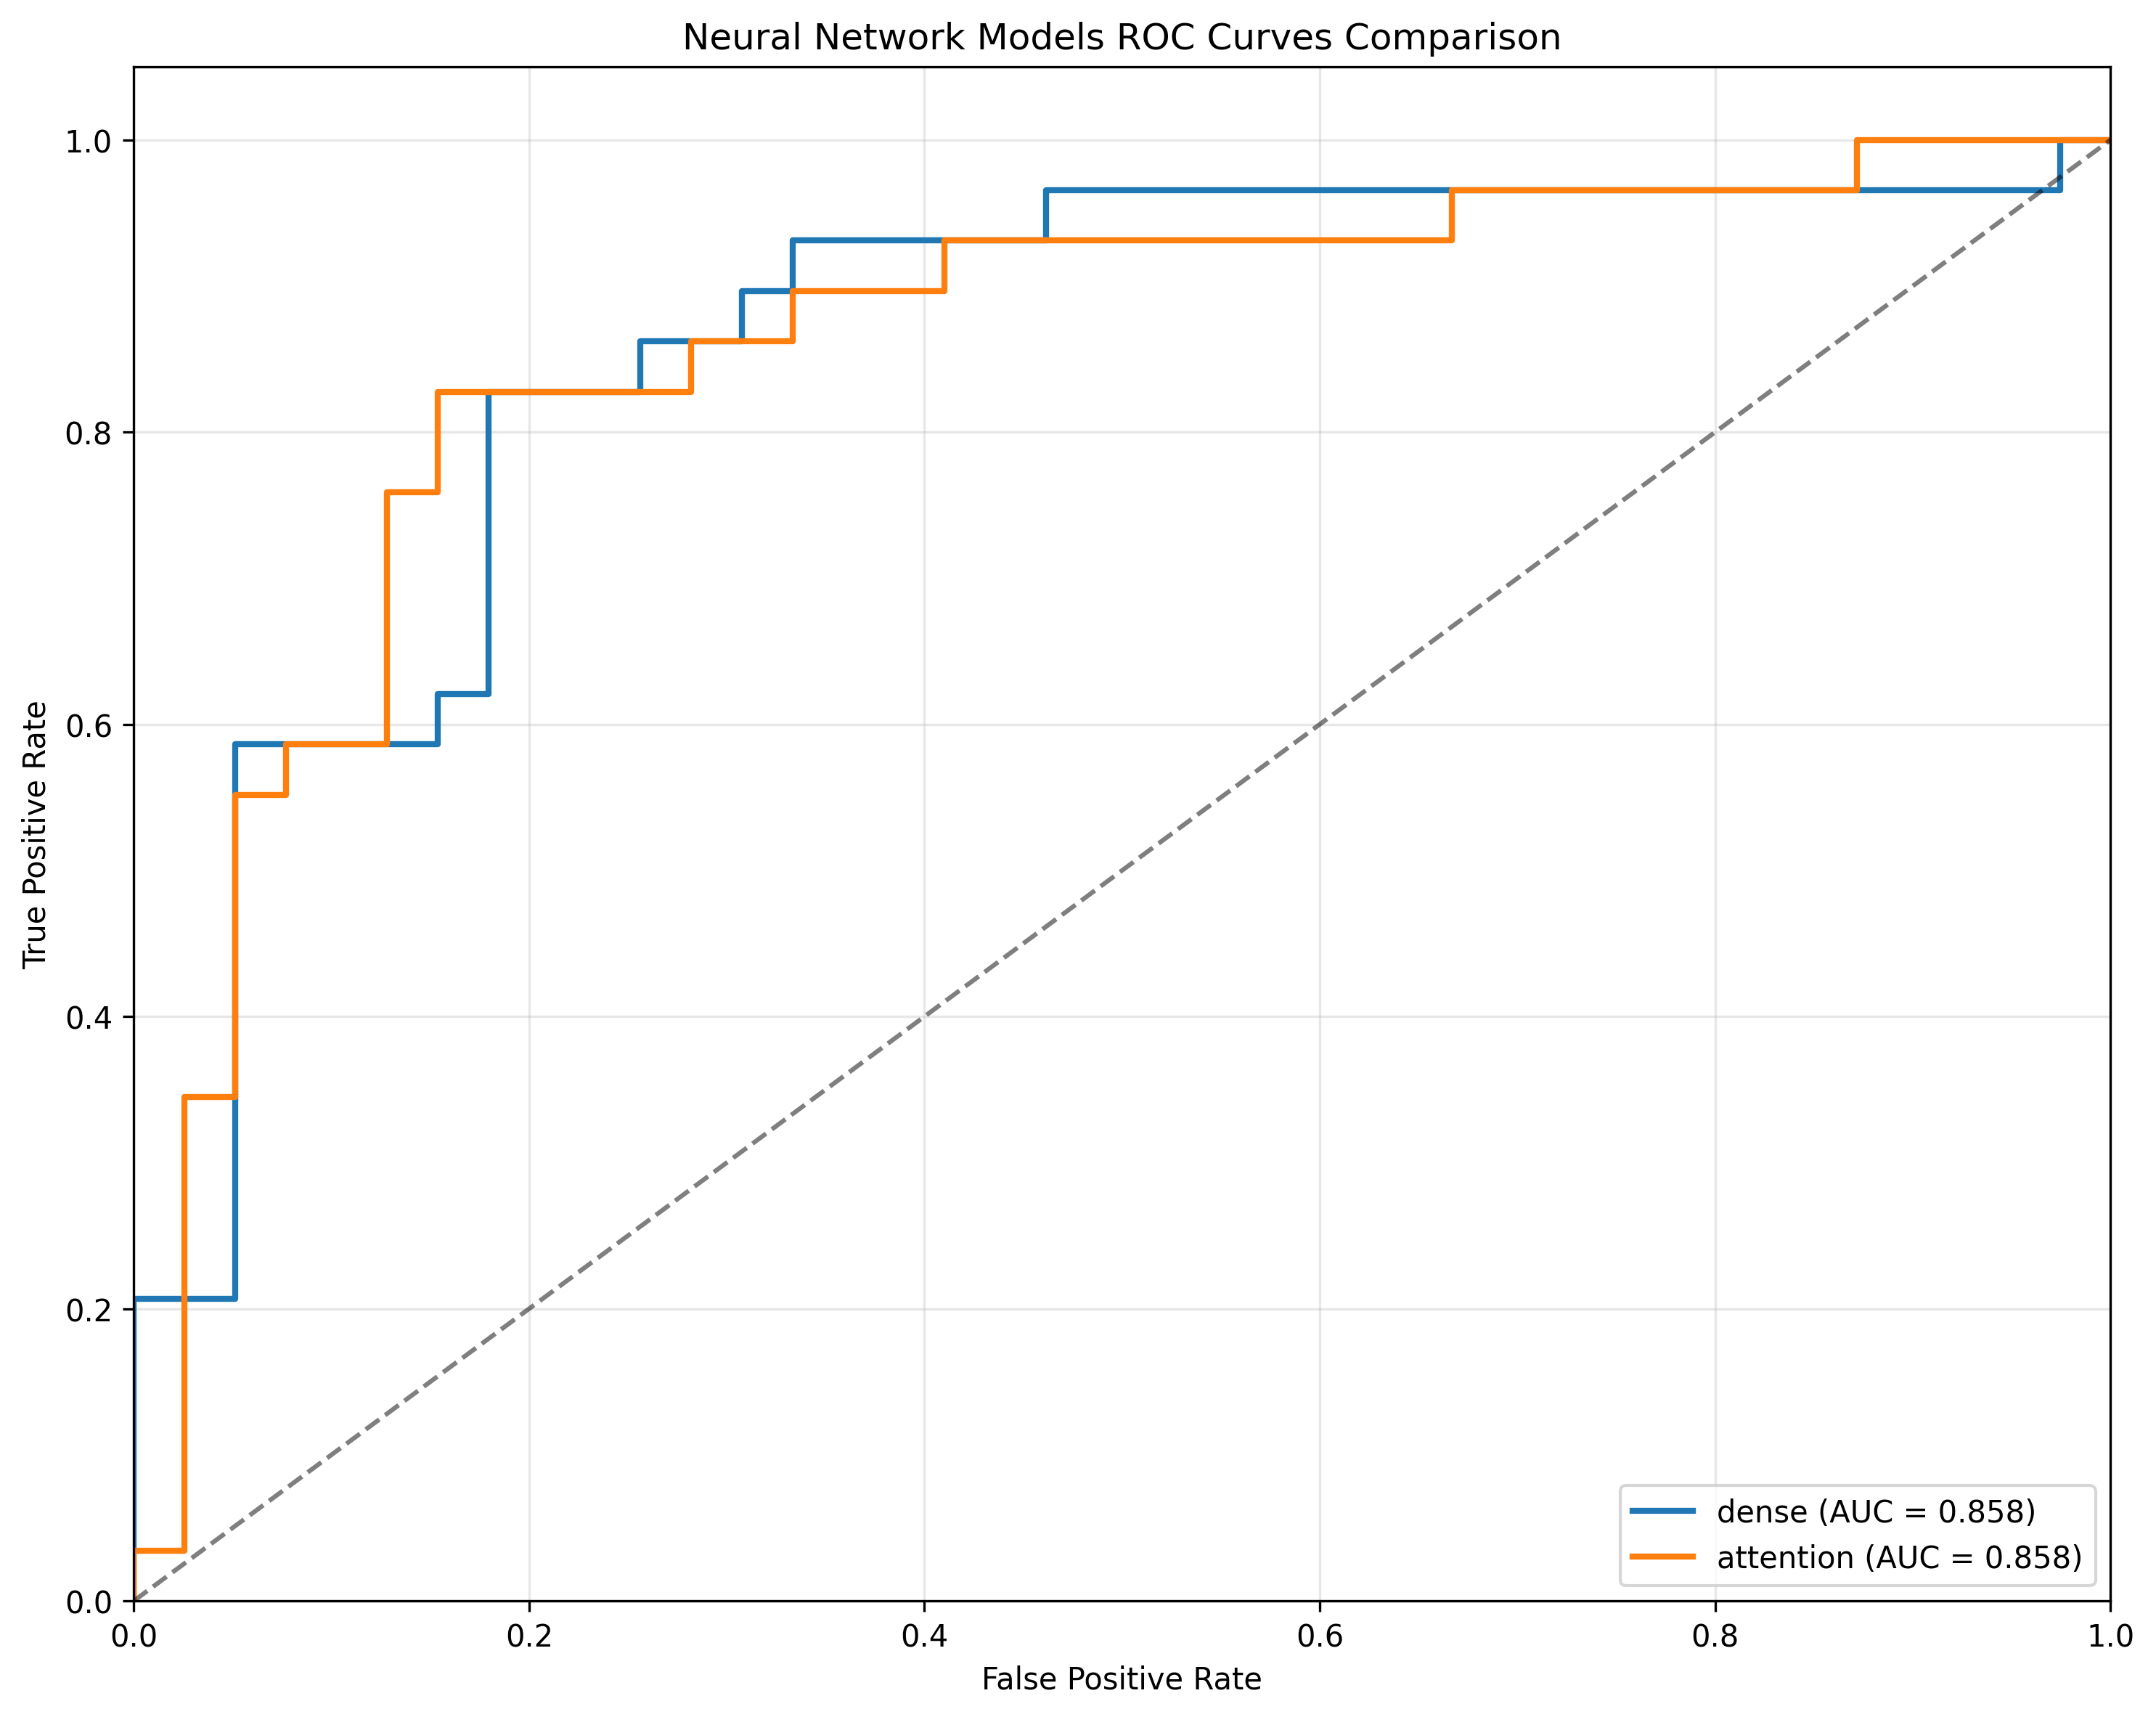 Neural Network Models ROC Curves Comparison
True Positive Rate
1.0
0.8
0.6
0.4
0.2
0.0
0.0 0.2 0.4 0.6 0.8 1.0
False Positive Rate
dense (AUC = 0.858)
attention (AUC = 0.858)